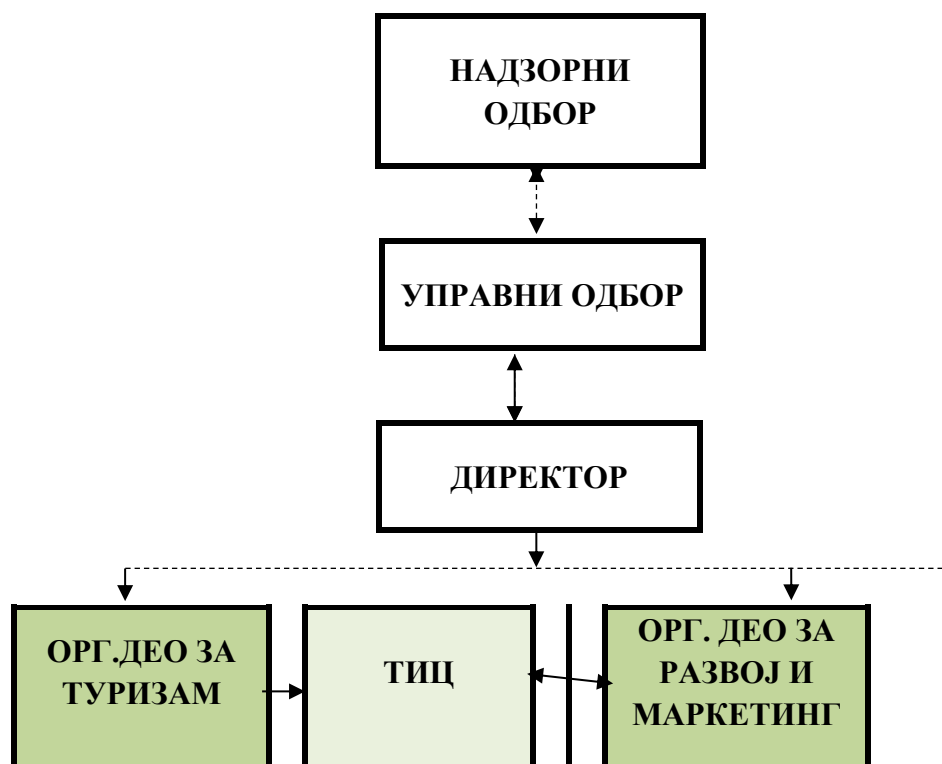 НАДЗОРНИ
ОДБОР
УПРАВНИ ОДБОР
ДИРЕКТОР
ОРГ.ДЕО ЗА
ТУРИЗАМ
ТИЦ
ОРГ. ДЕО ЗА
РАЗВОЈ И
МАРКЕТИНГ